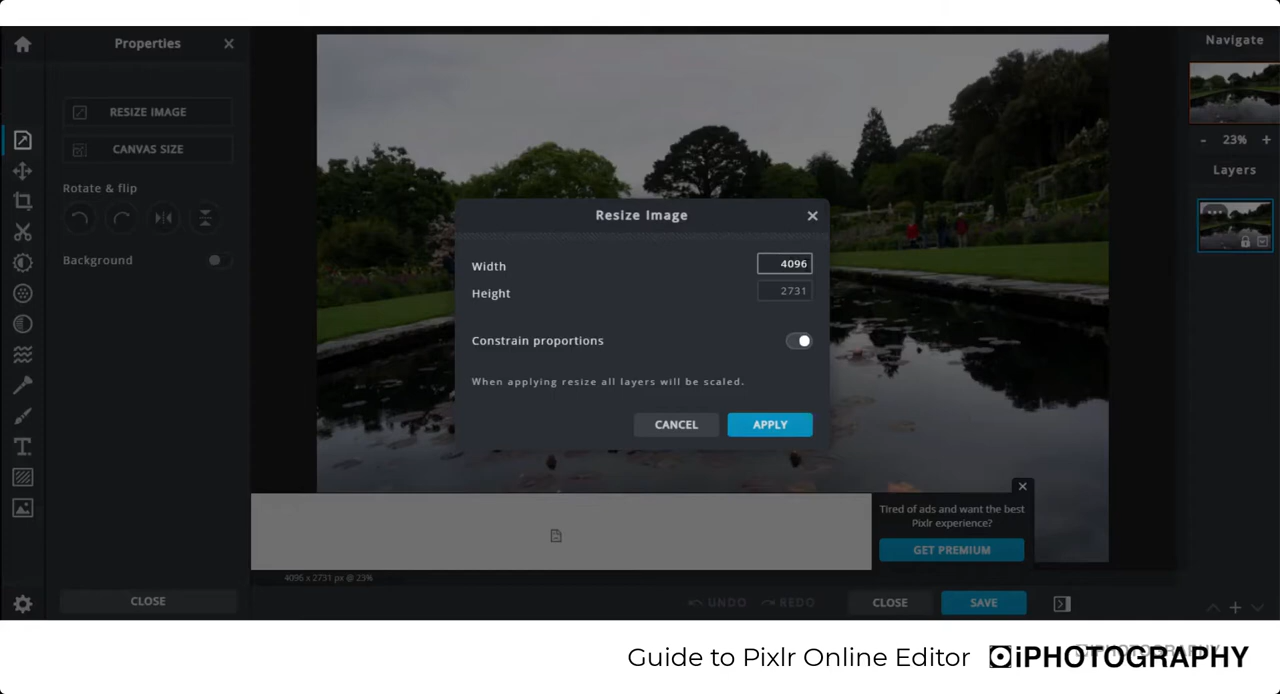 Properties
RESIZE IMAGE
CANVAS SIZE
Rotate & flip
Background
CLOSE
Resize Image
Width 4096
Height 2731
Constrain proportions
When applying resize all layers will be scaled.
CANCEL APPLY
Tired of ads and want the best
Pixlr experience?
GET PREMIUM
4096 x 2731 px @ 23%
UNDO REDO CLOSE SAVE
Navigate
- 23% +
Layers
Guide to Pixlr Online Editor iPHOTOGRAPHY